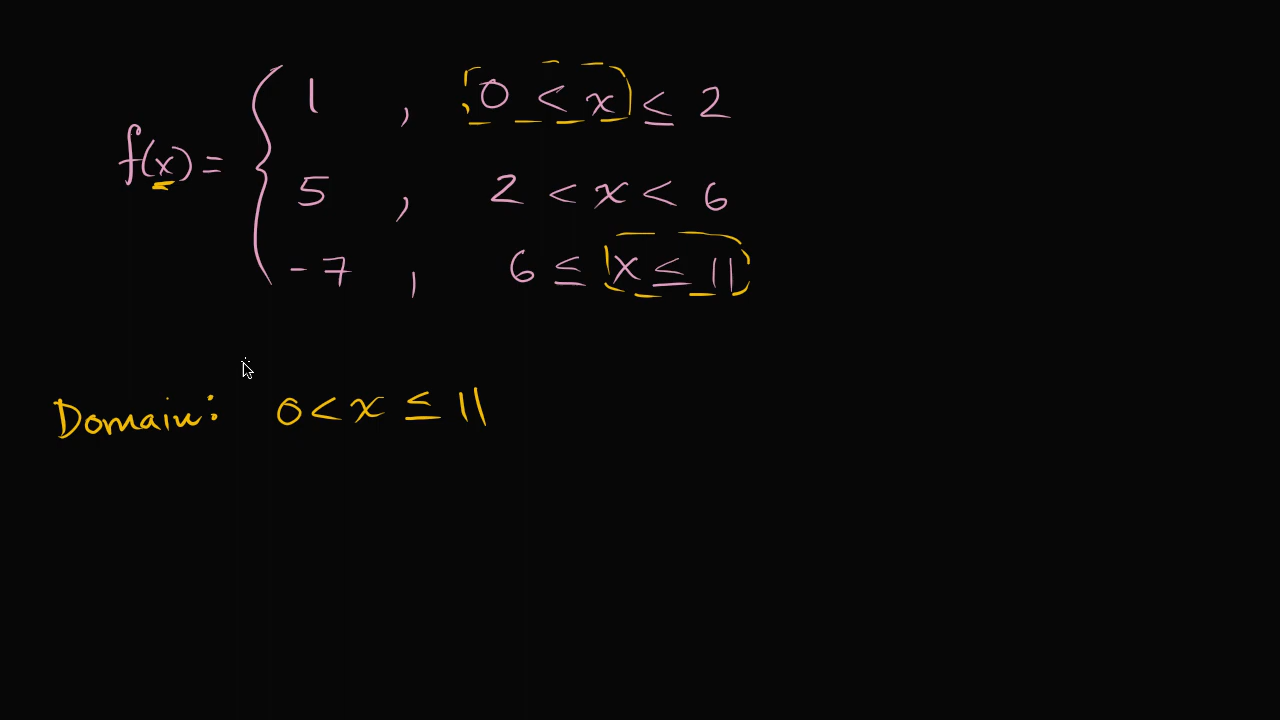 1 , 0 < x ≤ 2
f(x) = { 5 , 2 < x < 6
-7 , 6 ≤ x ≤ 11
Domain: 0 < x ≤ 11